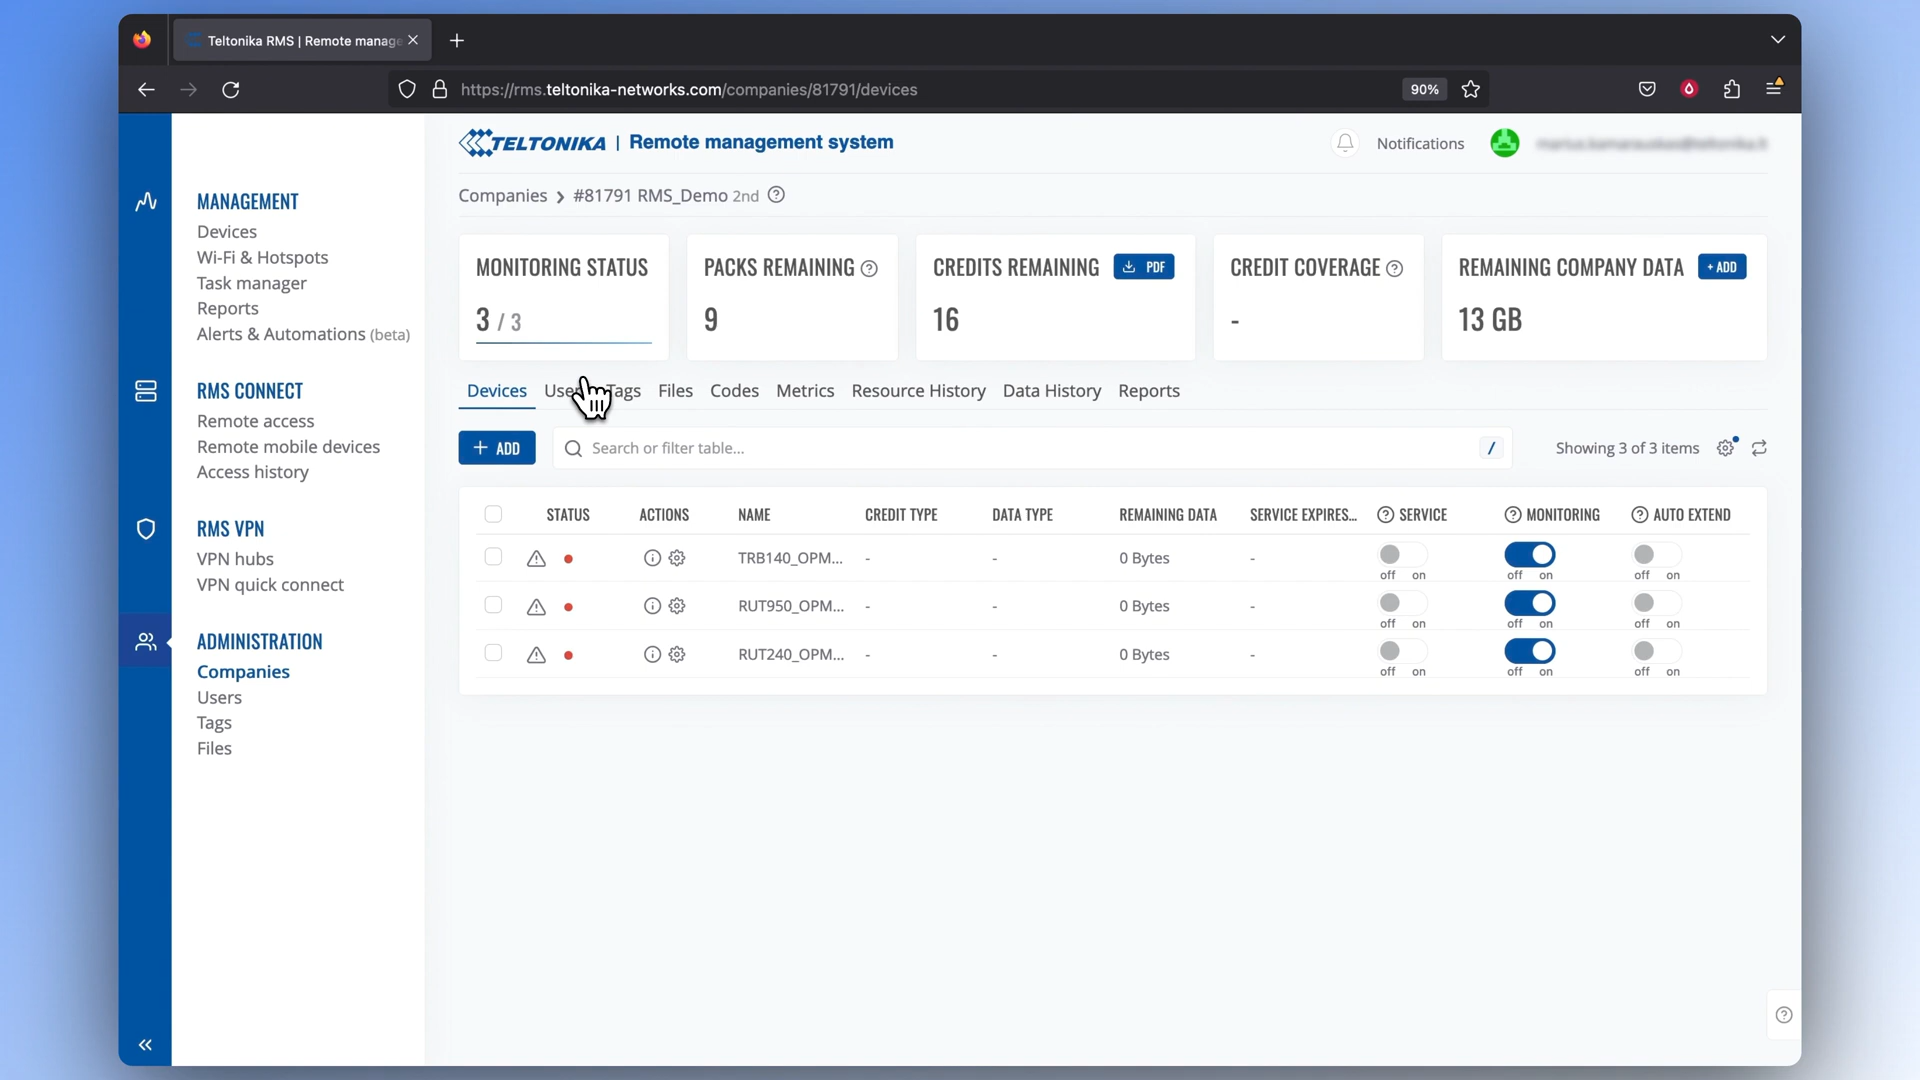 Teltonika RMS | Remote manage
https://rms.teltonika-networks.com/companies/81791/devices
90%
TELTONIKA | Remote management system
Notifications
Companies > #81791 RMS_Demo 2nd
MANAGEMENT
Devices
Wi-Fi & Hotspots
Task manager
Reports
Alerts & Automations (beta)
RMS CONNECT
Remote access
Remote mobile devices
Access history
RMS VPN
VPN hubs
VPN quick connect
ADMINISTRATION
Companies
Users
Tags
Files
MONITORING STATUS
3 / 3
PACKS REMAINING
9
CREDITS REMAINING PDF
16
CREDIT COVERAGE
-
REMAINING COMPANY DATA + ADD
13 GB
Devices Tags Files Codes Metrics Resource History Data History Reports
+ ADD Search or filter table... / Showing 3 of 3 items
STATUS ACTIONS NAME CREDIT TYPE DATA TYPE REMAINING DATA SERVICE EXPIRES... SERVICE MONITORING AUTO EXTEND
TRB140_OPM... - - 0 Bytes -
off on off on off on
RUT950_OPM... - - 0 Bytes -
off on off on off on
RUT240_OPM... - - 0 Bytes -
off on off on off on